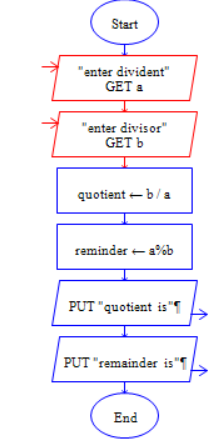 Start
"enter divident"
GET a
"enter divisor"
GET b
quotient ← b / a
reminder ← a%b
PUT "quotient is"¶
PUT "remainder is"¶
End